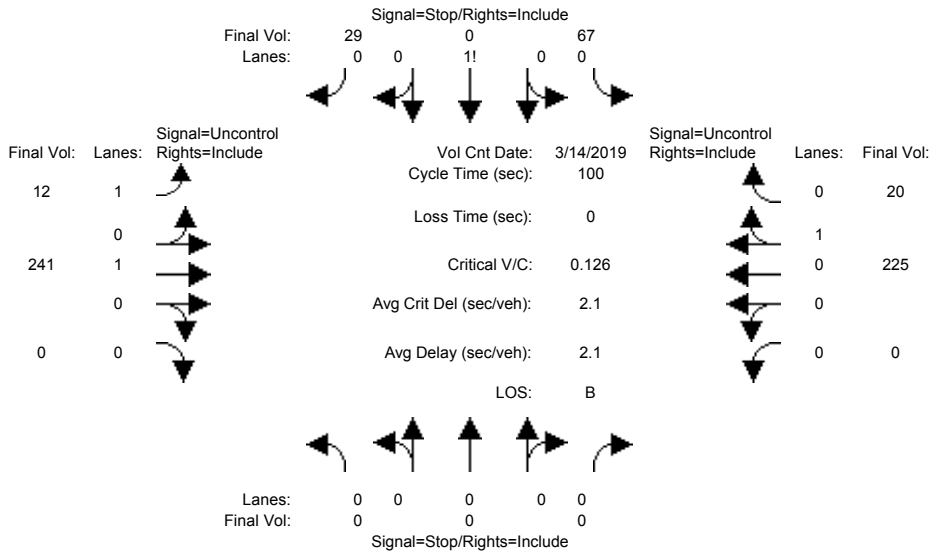 Signal=Stop/Rights=Include
Final Vol: 29 0 67
Lanes: 0 0 1! 0 0
Signal=Uncontrol
Final Vol: Lanes: Rights=Include
Vol Cnt Date: 3/14/2019
Signal=Uncontrol
Rights=Include Lanes: Final Vol:
Cycle Time (sec): 100
12 1
0 20
Loss Time (sec): 0
0
1
241 1
Critical V/C: 0.126
0 225
0
Avg Crit Del (sec/veh): 2.1
0
0 0
Avg Delay (sec/veh): 2.1
0 0
LOS: B
Lanes: 0 0 0 0 0
Final Vol: 0 0 0
Signal=Stop/Rights=Include